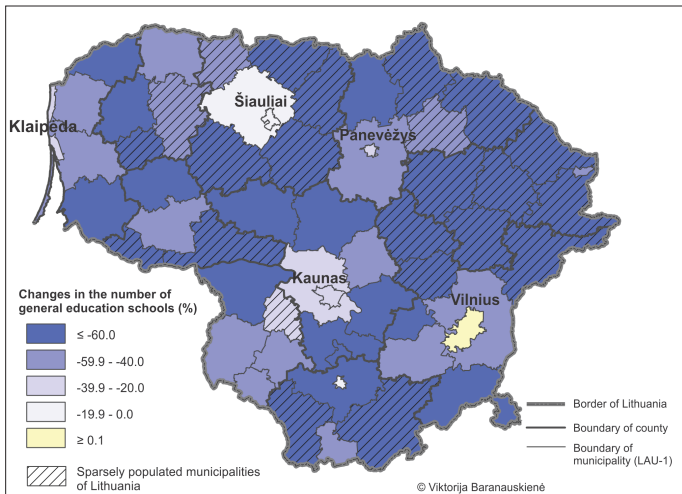 Šiauliai
Klaipėda
Panevėžys
Kaunas
Vilnius
Changes in the number of
general education schools (%)
≤ -60.0
-59.9 - -40.0
-39.9 - -20.0
-19.9 - 0.0
≥ 0.1
Sparsely populated municipalities
of Lithuania
Border of Lithuania
Boundary of county
Boundary of
municipality (LAU-1)
© Viktorija Baranauskienė